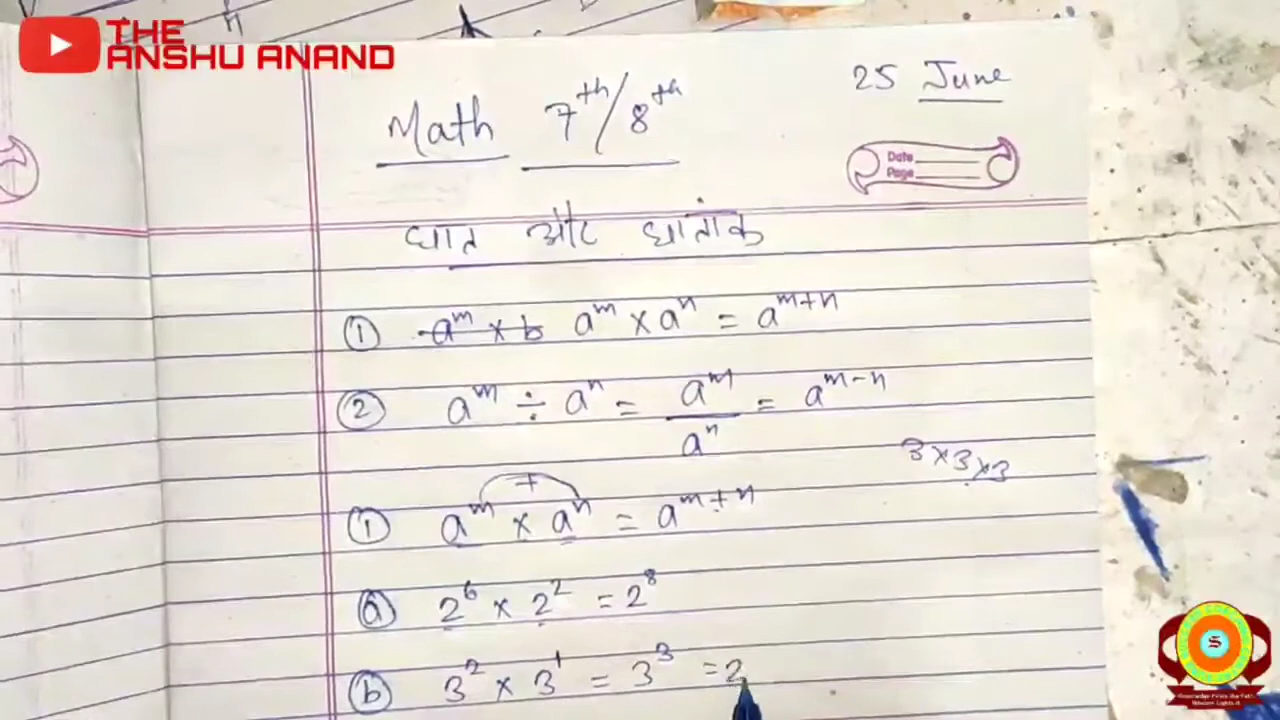 THE
ANSHU ANAND
Math 7th/8th
25 June
Date
Page
घात और घातांक
① a^m × b a^m × a^n = a^{m+n}
② a^m ÷ a^n = a^m/a^n = a^{m-n}
3×3×3
+
① a^m × a^n = a^{m+n}
ⓐ 2^6 × 2^2 = 2^8
ⓑ 3^2 × 3^1 = 3^3 = 2
S